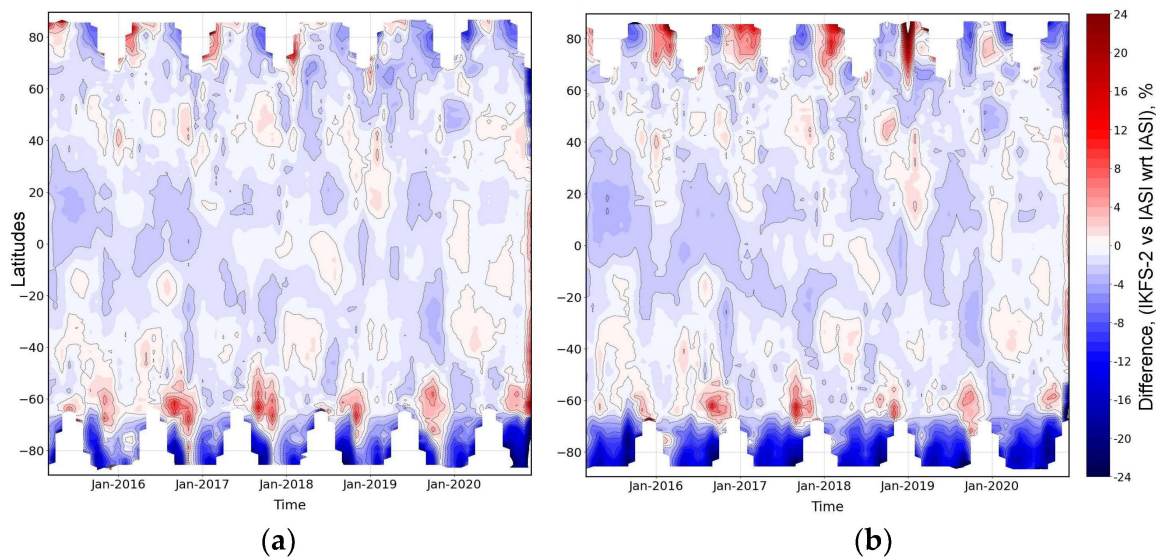 80
60
40
20
0
−20
−40
−60
−80
Latitudes
Jan-2016
Jan-2017
Jan-2018
Jan-2019
Jan-2020
Time
(a)
80
60
40
20
0
−20
−40
−60
−80
Jan-2016
Jan-2017
Jan-2018
Jan-2019
Jan-2020
Time
(b)
24
20
16
12
8
4
0
-4
-8
-12
-16
-20
-24
Difference, (IKFS-2 vs IASI wrt IASI), %